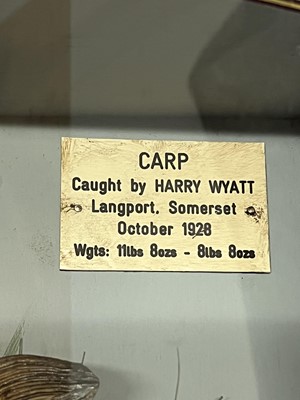 CARP
Caught by HARRY WYATT
Langport, Somerset
October 1928
Wgts: 11lbs 8ozs - 8lbs 8ozs